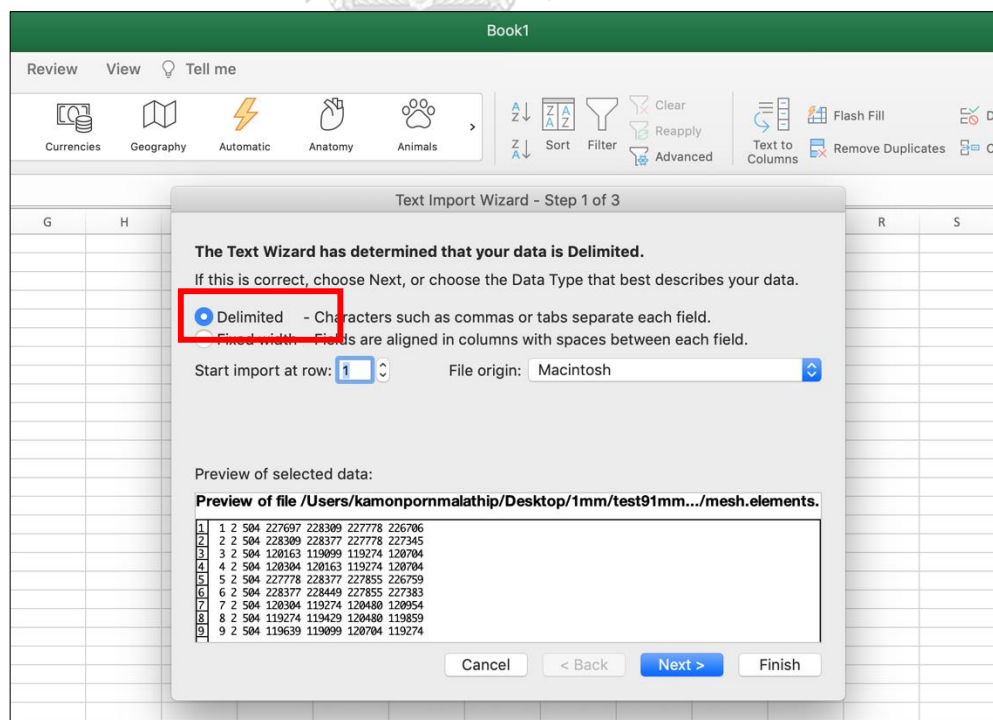 Book1
Review View Tell me
Clear
Reapply
Advanced
Currencies Geography Automatic Anatomy Animals
Sort Filter
Text to Columns
Flash Fill
Remove Duplicates
Text Import Wizard - Step 1 of 3
G H R S
The Text Wizard has determined that your data is Delimited.
If this is correct, choose Next, or choose the Data Type that best describes your data.
Delimited - Characters such as commas or tabs separate each field.
Fixed width - Fields are aligned in columns with spaces between each field.
Start import at row: 1 File origin: Macintosh
Preview of selected data:
Preview of file /Users/kamonpornmalathip/Desktop/1mm/test91mm.../mesh.elements.
1 1 2 504 227697 228309 227778 226706
2 2 2 504 228309 228377 227778 227345
3 3 2 504 120163 119099 119274 120704
4 4 2 504 120304 120163 119274 120704
5 5 2 504 227778 228377 227855 226759
6 6 2 504 228377 228449 227855 227383
7 7 2 504 120304 119274 120480 120954
8 8 2 504 119274 119429 120480 119859
9 9 2 504 119639 119099 120704 119274
Cancel < Back Next > Finish